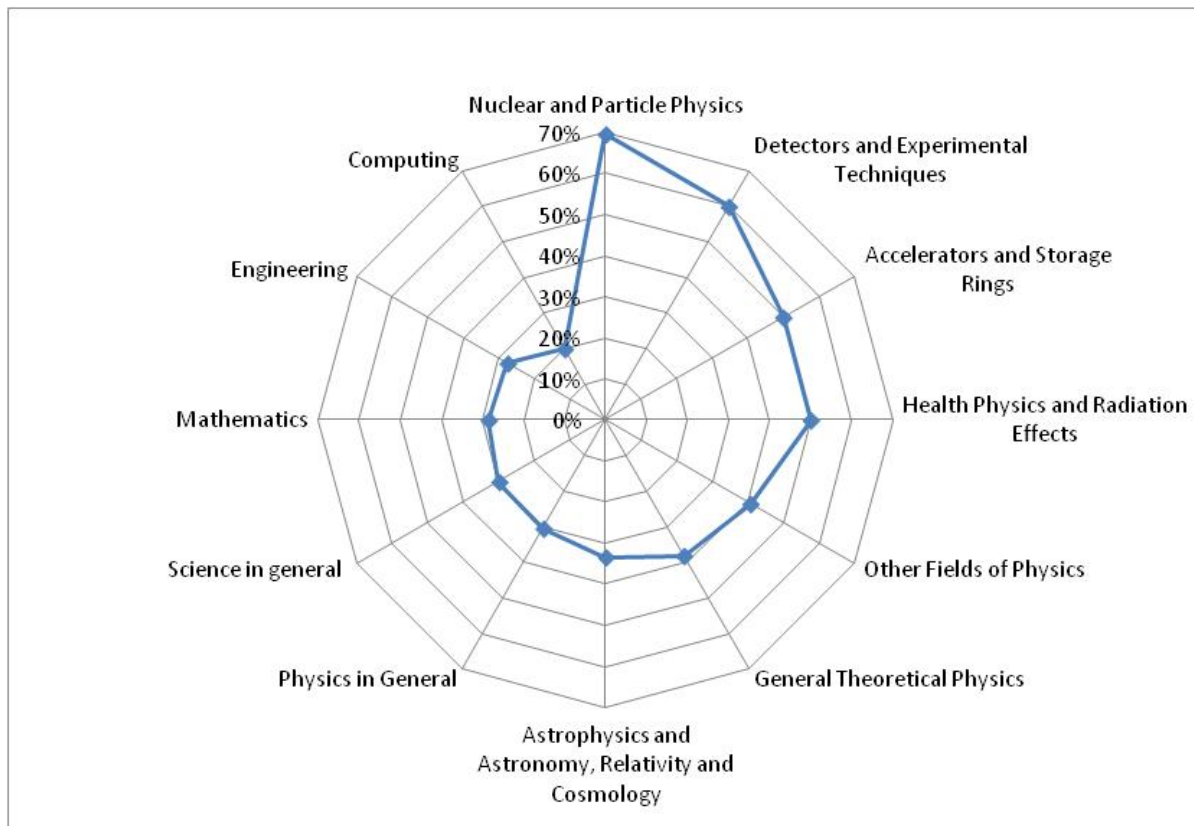 Nuclear and Particle Physics
70%
60%
50%
40%
30%
20%
10%
0%
Detectors and Experimental
Techniques
Accelerators and Storage
Rings
Health Physics and Radiation
Effects
Other Fields of Physics
General Theoretical Physics
Astrophysics and
Astronomy, Relativity and
Cosmology
Physics in General
Science in general
Mathematics
Engineering
Computing